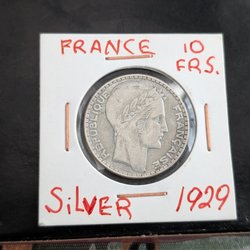 FRANCE 10
FRS.
REPUBLIQUE FRANÇAISE
SiLVER 1929